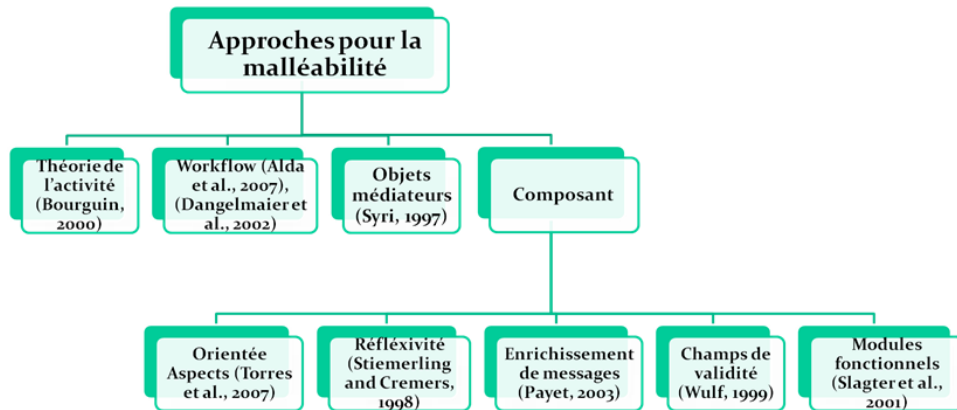 Approches pour la
malléabilité
Théorie de
l'activité
(Bourguin,
2000)
Workflow (Alda
et al., 2007),
(Dangelmaier et
al., 2002)
Objets
médiateurs
(Syri, 1997)
Composant
Orientée
Aspects (Torres
et al., 2007)
Réfléxivité
(Stiemerling
and Cremers,
1998)
Enrichissement
de messages
(Payet, 2003)
Champs de
validité
(Wulf, 1999)
Modules
fonctionnels
(Slagter et al.,
2001)